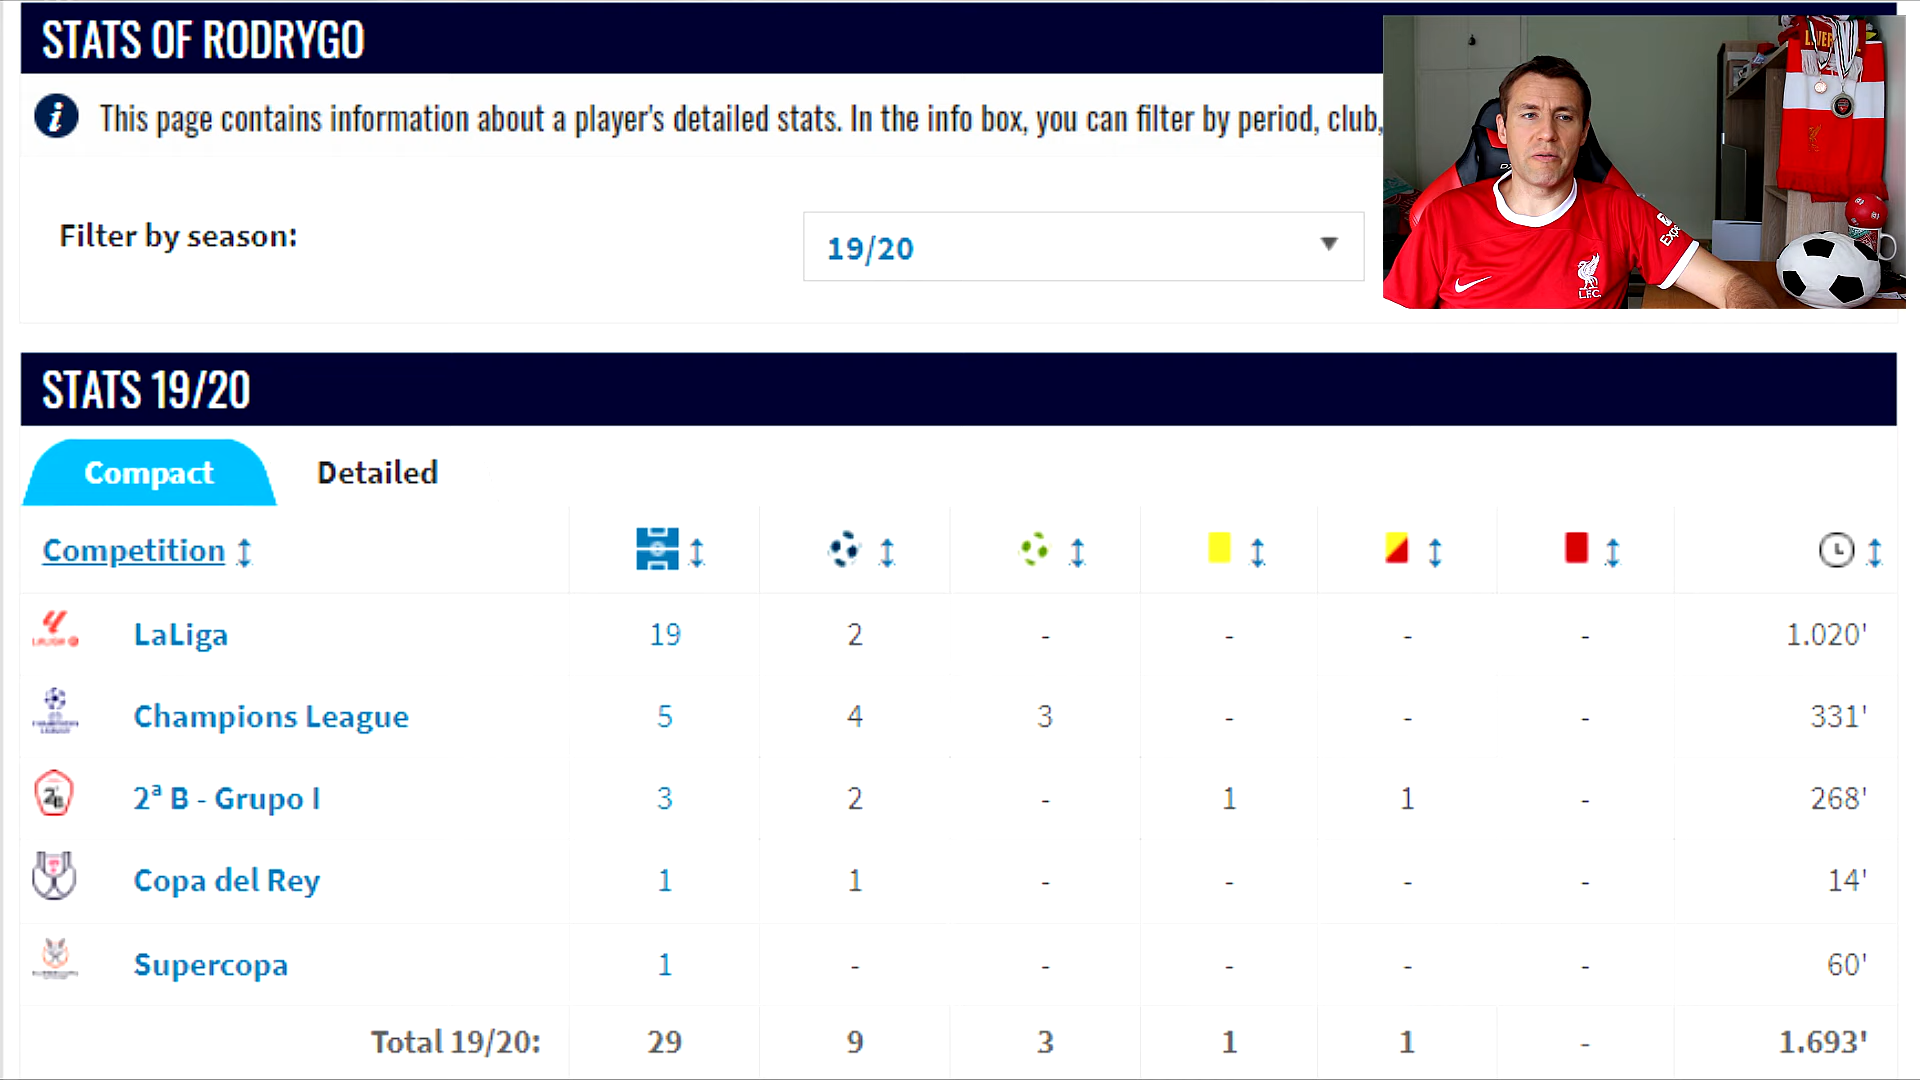 STATS OF RODRYGO
This page contains information about a player's detailed stats. In the info box, you can filter by period, club,
Filter by season:
19/20
STATS 19/20
Compact Detailed
Competition
LaLiga 19 2 - - - - 1.020'
Champions League 5 4 3 - - - 331'
2ª B - Grupo I 3 2 - 1 1 - 268'
Copa del Rey 1 1 - - - - 14'
Supercopa 1 - - - - - 60'
Total 19/20: 29 9 3 1 1 - 1.693'
L.F.C.